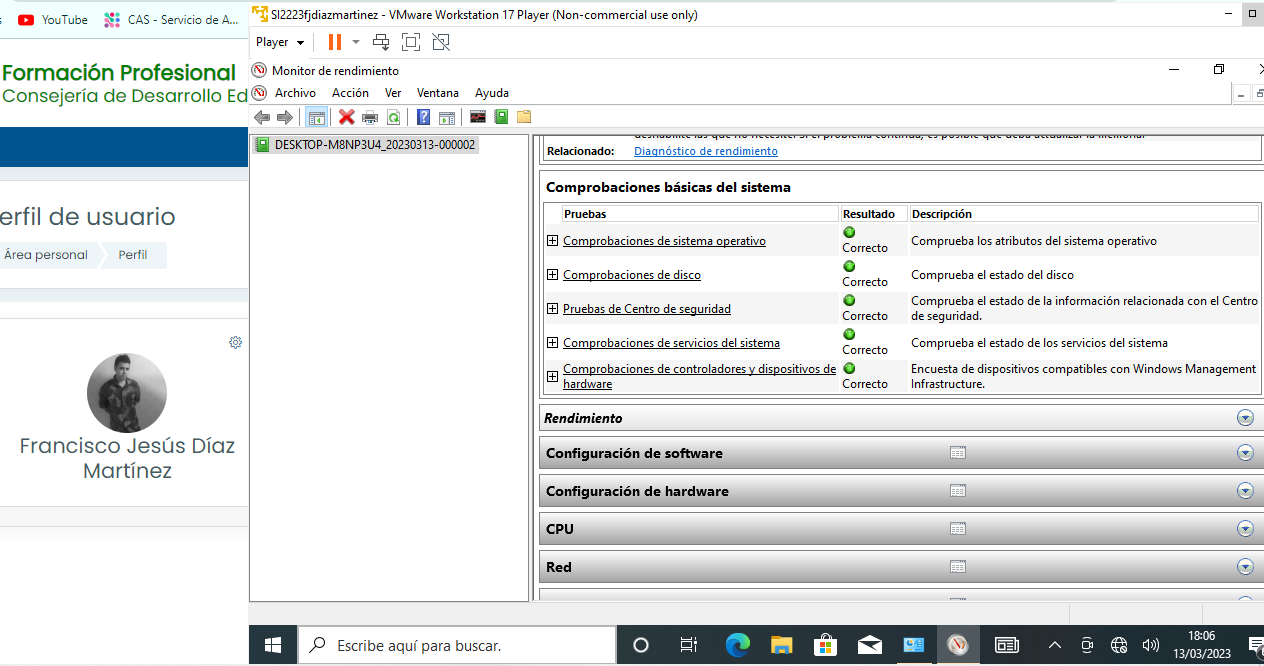 YouTube
CAS - Servicio de A...
SI2223fjdiazmartinez - VMware Workstation 17 Player (Non-commercial use only)
Player
Formación Profesional
Consejería de Desarrollo Ed
Monitor de rendimiento
Archivo Acción Ver Ventana Ayuda
DESKTOP-M8NP3U4_20230313-000002
erfil de usuario
Área personal
Perfil
Francisco Jesús Díaz
Martínez
Relacionado: Diagnóstico de rendimiento
Comprobaciones básicas del sistema
Pruebas Resultado Descripción
Comprobaciones de sistema operativo
Correcto
Comprueba los atributos del sistema operativo
Comprobaciones de disco
Correcto
Comprueba el estado del disco
Pruebas de Centro de seguridad
Correcto
Comprueba el estado de la información relacionada con el Centro
de seguridad.
Comprobaciones de servicios del sistema
Correcto
Comprueba el estado de los servicios del sistema
Comprobaciones de controladores y dispositivos de
hardware
Correcto
Encuesta de dispositivos compatibles con Windows Management
Infrastructure.
Rendimiento
Configuración de software
Configuración de hardware
CPU
Red
Escribe aquí para buscar.
18:06
13/03/2023